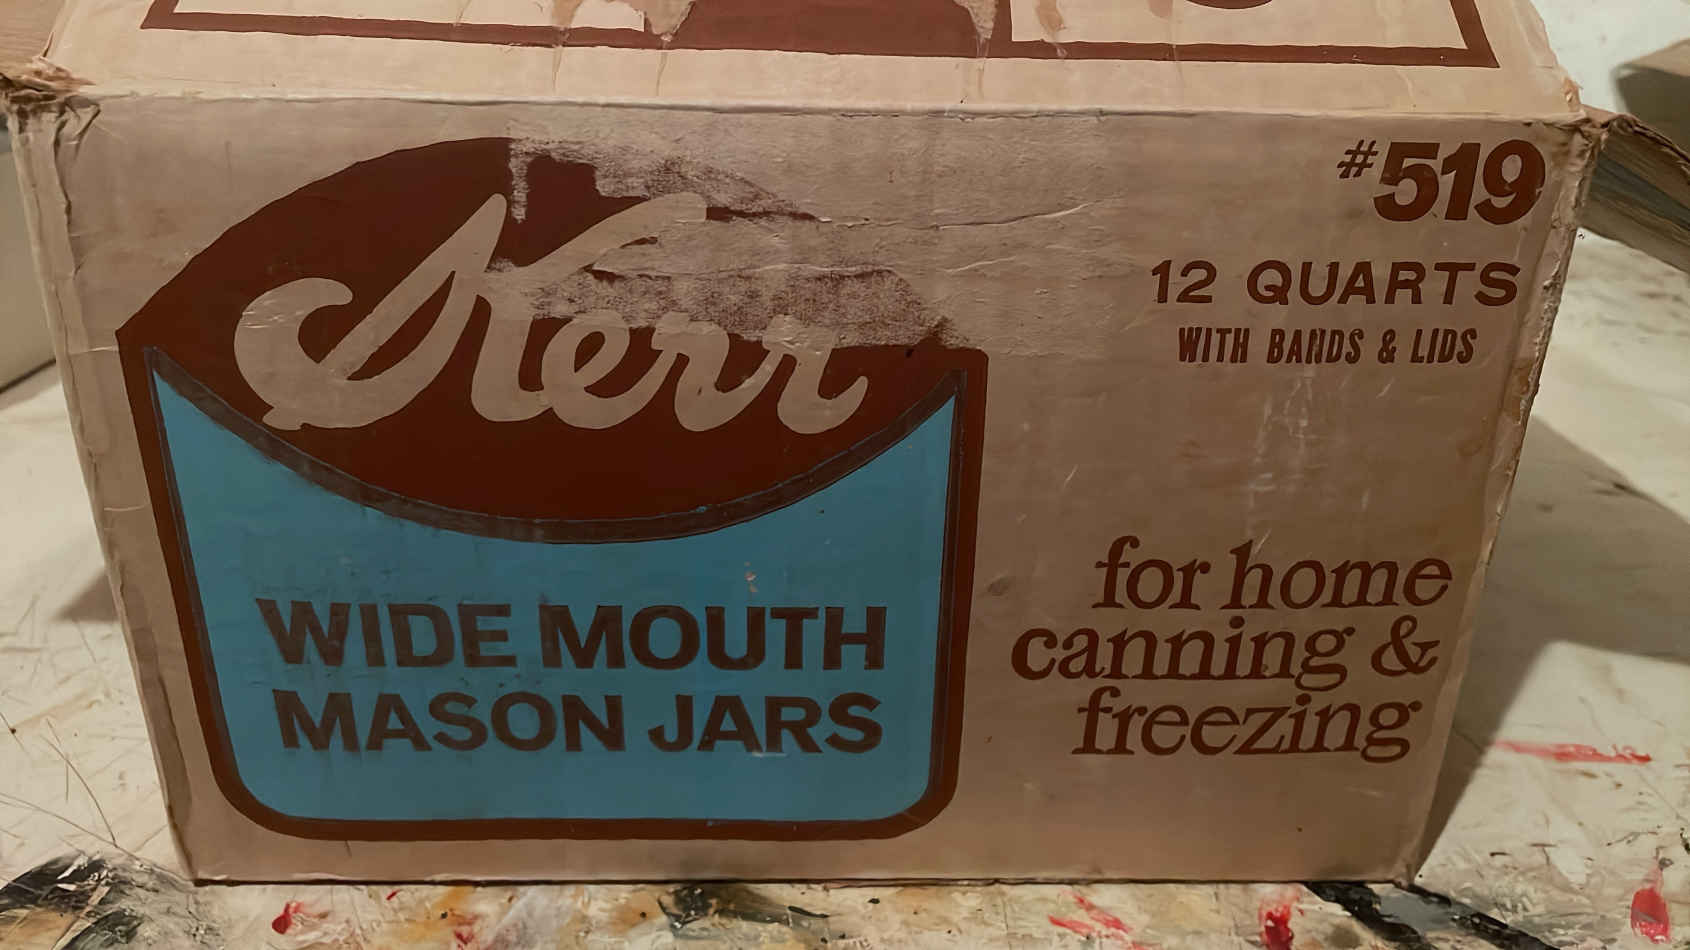 #519
12 QUARTS
WITH BANDS & LIDS
Kerr
WIDE MOUTH
MASON JARS
for home
canning &
freezing